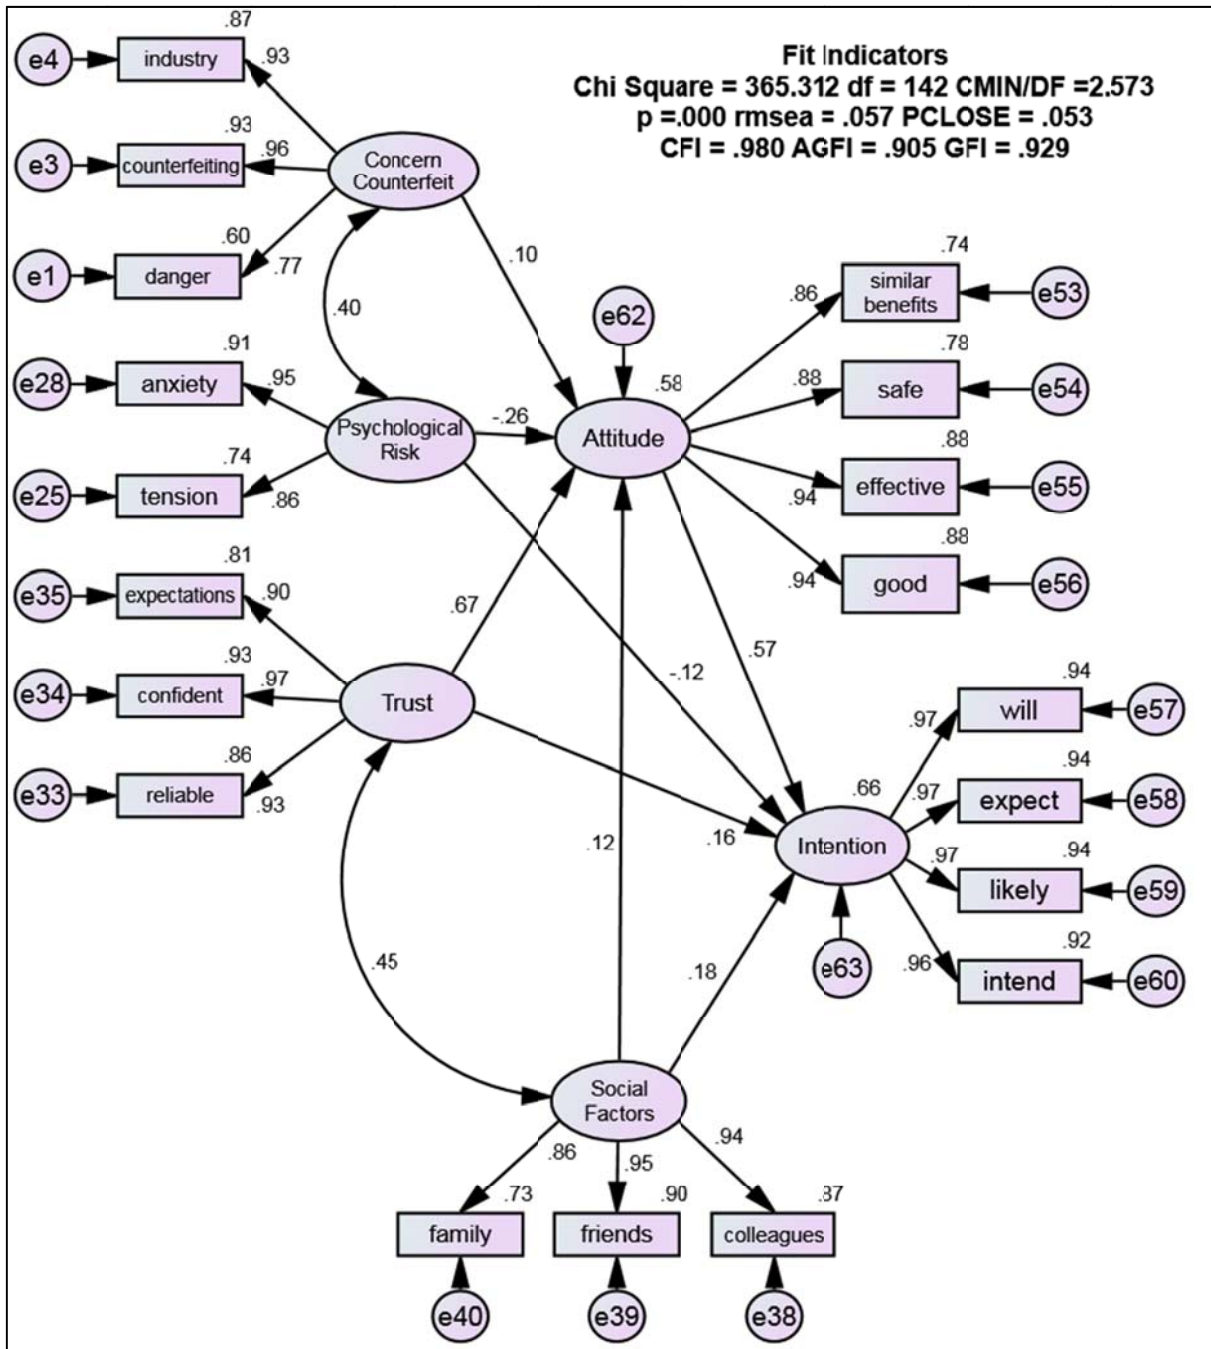 Fit Indicators
Chi Square = 365.312 df = 142 CMIN/DF =2.573
p =.000 rmsea = .057 PCLOSE = .053
CFI = .980 AGFI = .905 GFI = .929
.87
e4
industry
.93
.93
e3
counterfeiting
.96
Concern
Counterfeit
.60
e1
danger
.77
.10
.40
.91
e28
anxiety
.95
Psychological
Risk
-.26
.74
e25
tension
.86
e62
.58
Attitude
.74
.86
similar
benefits
e53
.78
.88
safe
e54
.88
.94
effective
e55
.88
.94
good
e56
.81
e35
expectations
.90
.67
.93
e34
confident
.97
Trust
.86
e33
reliable
.93
-.12
.57
.12
.16
.66
Intention
e63
.94
.97
will
e57
.94
.97
expect
e58
.94
.97
likely
e59
.92
.96
intend
e60
.45
.18
Social
Factors
.86
.95
.94
.73
.90
.87
family
friends
colleagues
e40
e39
e38